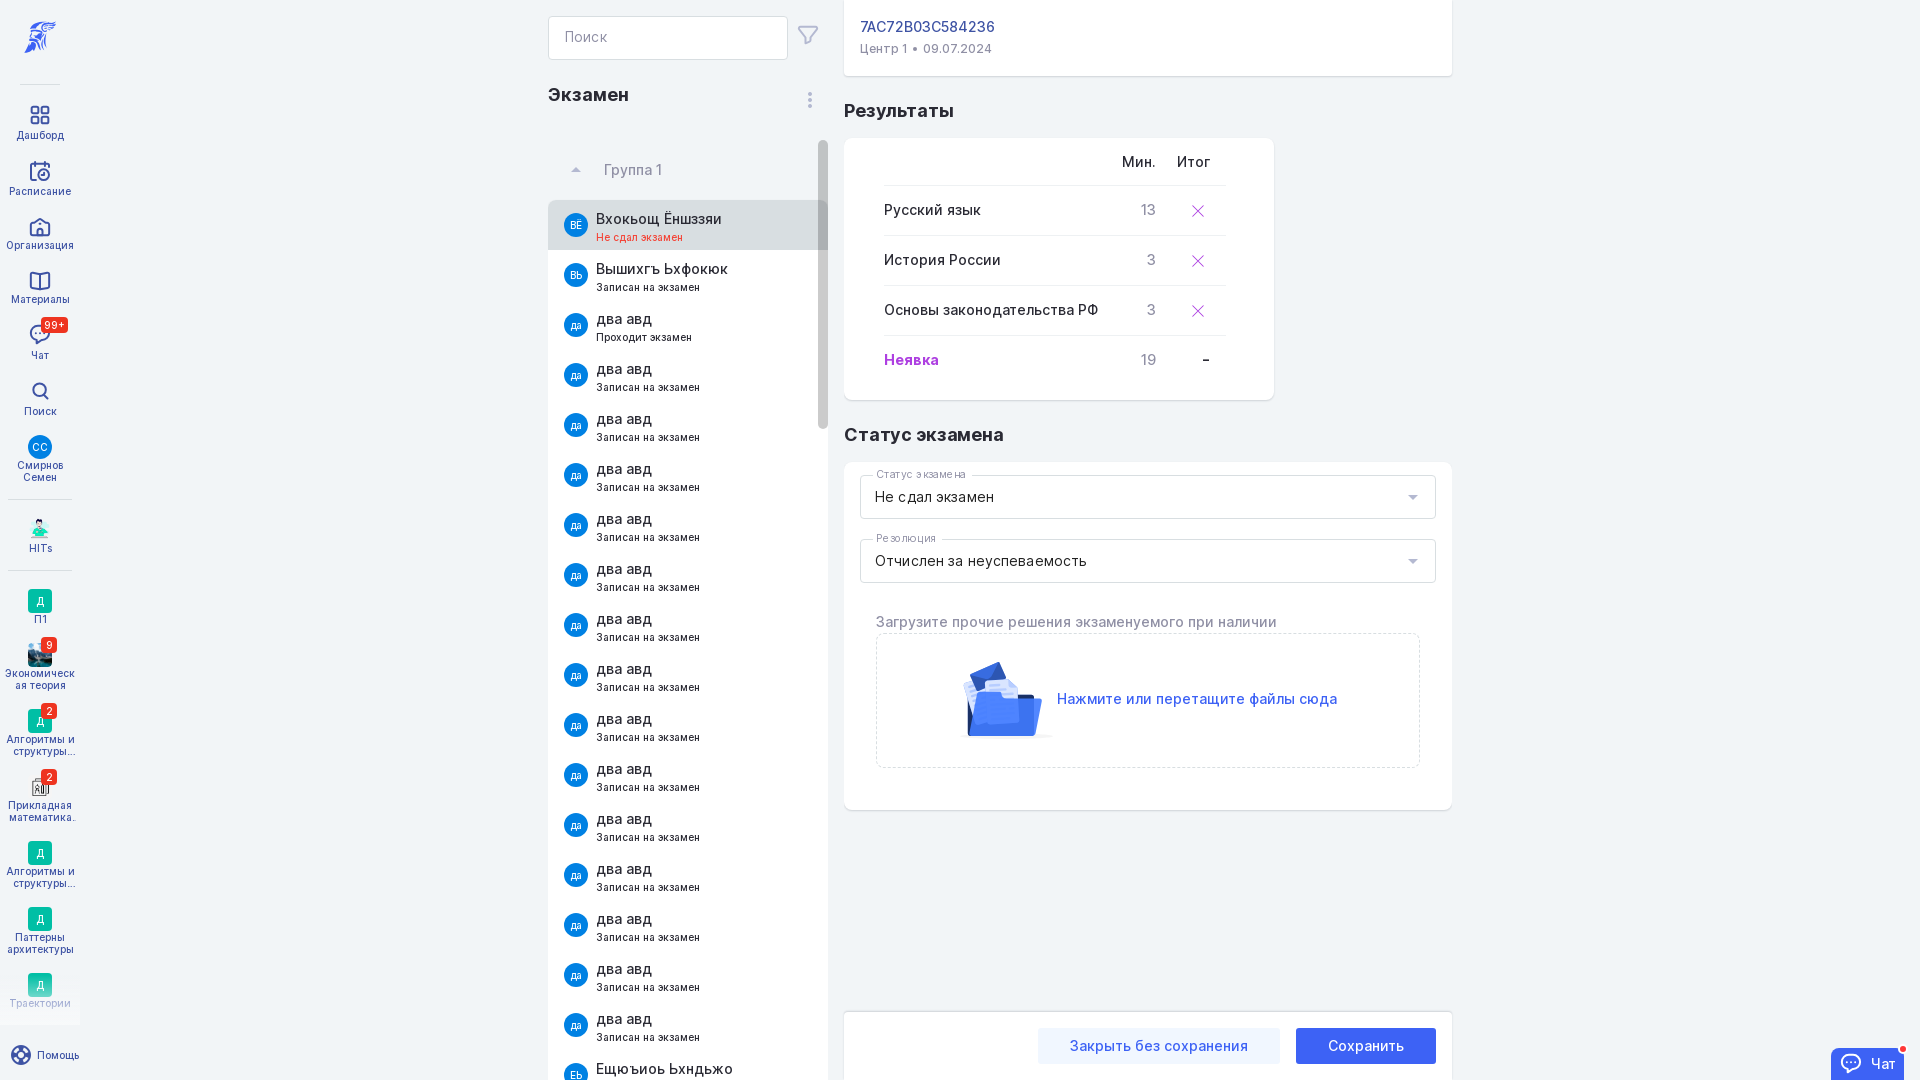 Дашборд
Расписание
Организация
Материалы
99+
Чат
Поиск
СС
Смирнов
Семен
HITs
Д
П1
9
Экономическ
ая теория
2
Д
Алгоритмы и
структуры...
2
Прикладная
математика.
Д
Алгоритмы и
структуры...
Д
Паттерны
архитектуры
Д
Траектории
Помощь
Поиск
Экзамен
Группа 1
ВЁ
Вхокьощ Ёншззяи
Не сдал экзамен
ВЬ
Вышихгъ Ьхфокюк
Записан на экзамен
да
два авд
Проходит экзамен
да
два авд
Записан на экзамен
да
два авд
Записан на экзамен
да
два авд
Записан на экзамен
да
два авд
Записан на экзамен
да
два авд
Записан на экзамен
да
два авд
Записан на экзамен
да
два авд
Записан на экзамен
да
два авд
Записан на экзамен
да
два авд
Записан на экзамен
да
два авд
Записан на экзамен
да
два авд
Записан на экзамен
да
два авд
Записан на экзамен
да
два авд
Записан на экзамен
да
два авд
Записан на экзамен
ЕЬ
Ещюъиоь Ьхндьжо
7AC72B03C584236
Центр 1 • 09.07.2024
Результаты
Мин. Итог
Русский язык 13
История России 3
Основы законодательства РФ 3
Неявка 19 –
Статус экзамена
Статус экзамена
Не сдал экзамен
Резолюция
Отчислен за неуспеваемость
Загрузите прочие решения экзаменуемого при наличии
Нажмите или перетащите файлы сюда
Закрыть без сохранения
Сохранить
Чат